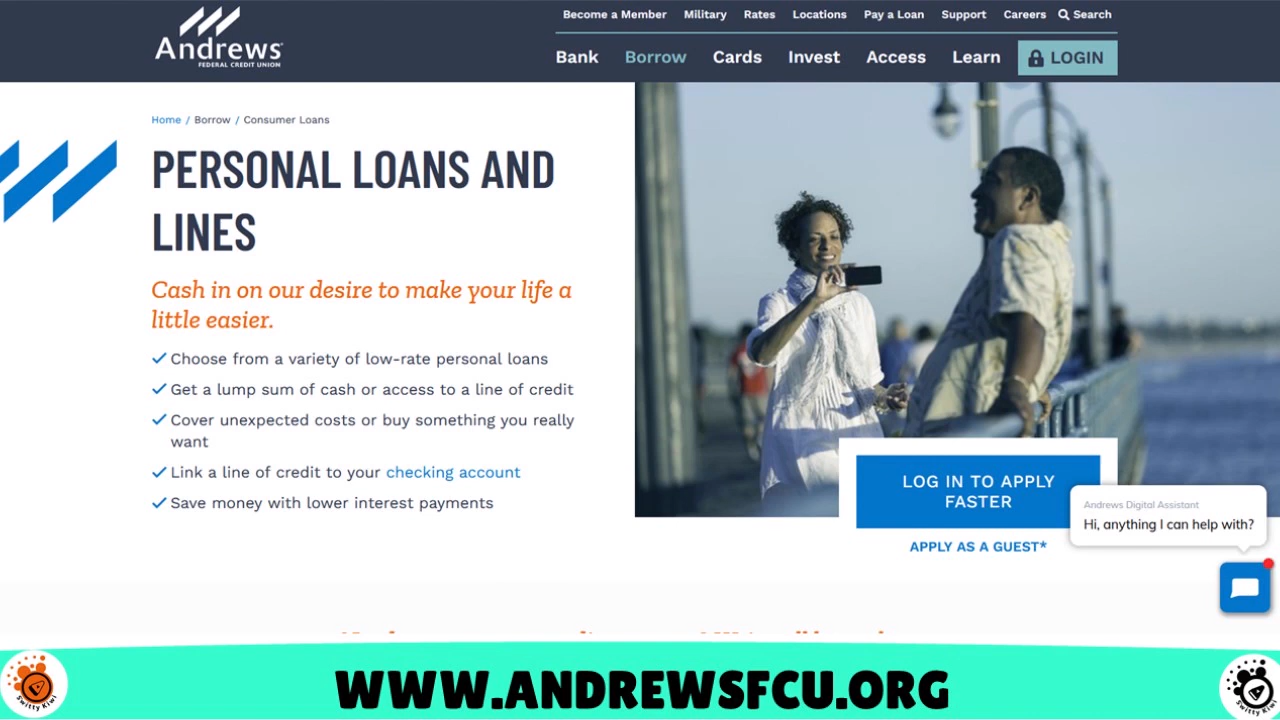 Become a Member Military Rates Locations Pay a Loan Support Careers Search
Andrews
FEDERAL CREDIT UNION
Bank Borrow Cards Invest Access Learn LOGIN
Home / Borrow / Consumer Loans
PERSONAL LOANS AND
LINES
Cash in on our desire to make your life a
little easier.
Choose from a variety of low-rate personal loans
Get a lump sum of cash or access to a line of credit
Cover unexpected costs or buy something you really
want
Link a line of credit to your checking account
Save money with lower interest payments
LOG IN TO APPLY
FASTER
APPLY AS A GUEST*
Andrews Digital Assistant
Hi, anything I can help with?
WWW.ANDREWSFCU.ORG
Switty Kiwi
Switty Kiwi